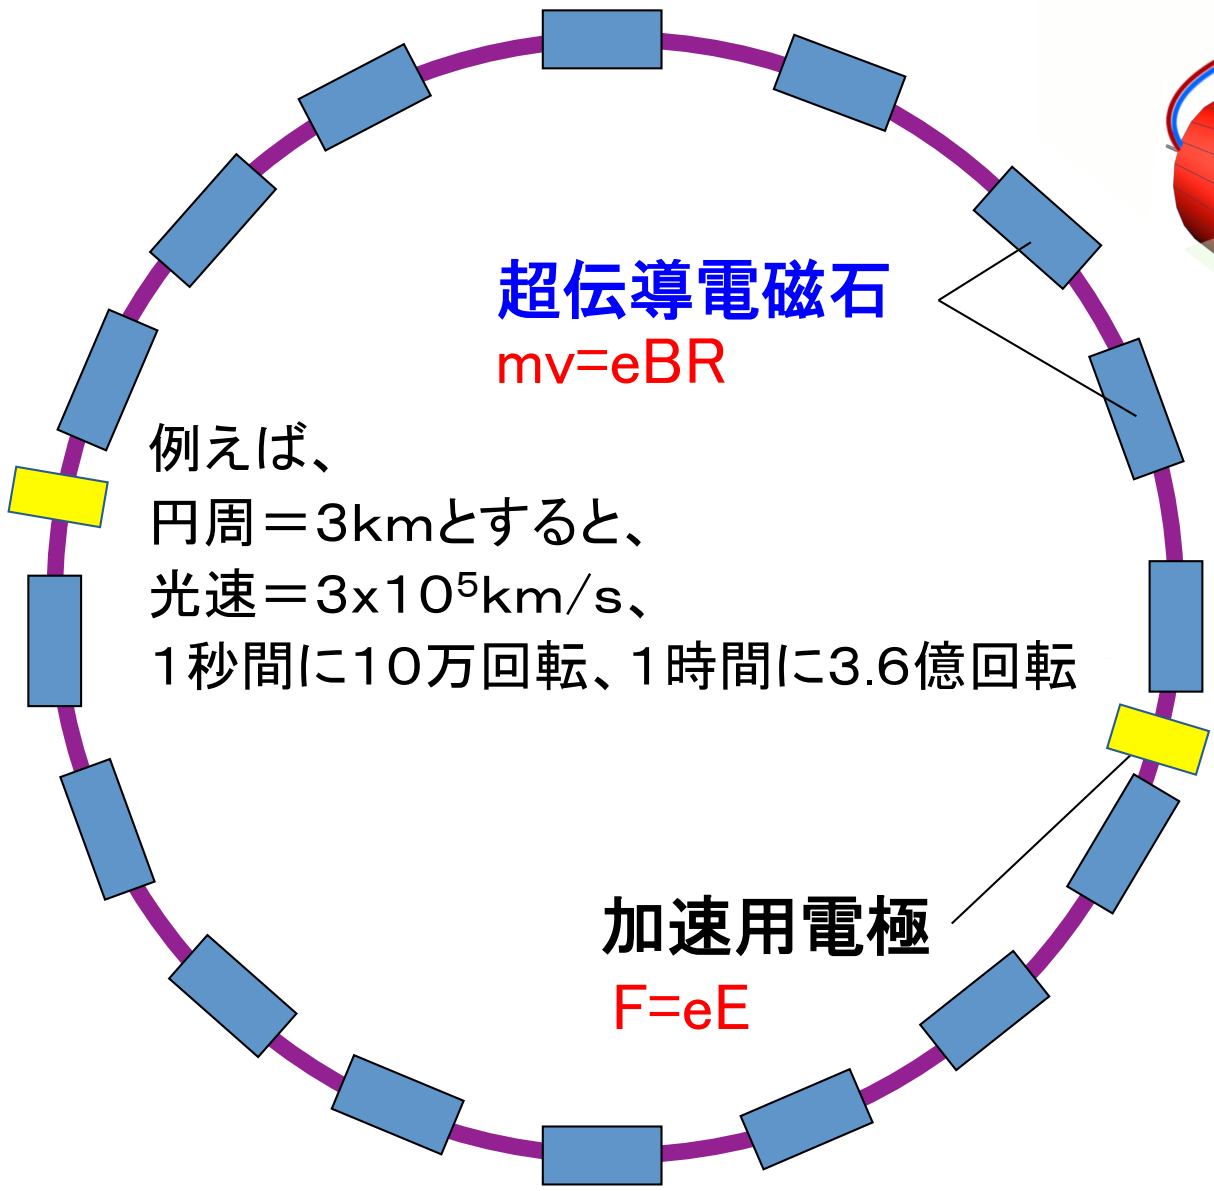 超伝導電磁石
mv=eBR
例えば、
円周＝3kmとすると、
光速＝3x10⁵km/s、
1秒間に10万回転、1時間に3.6億回転
加速用電極
F=eE